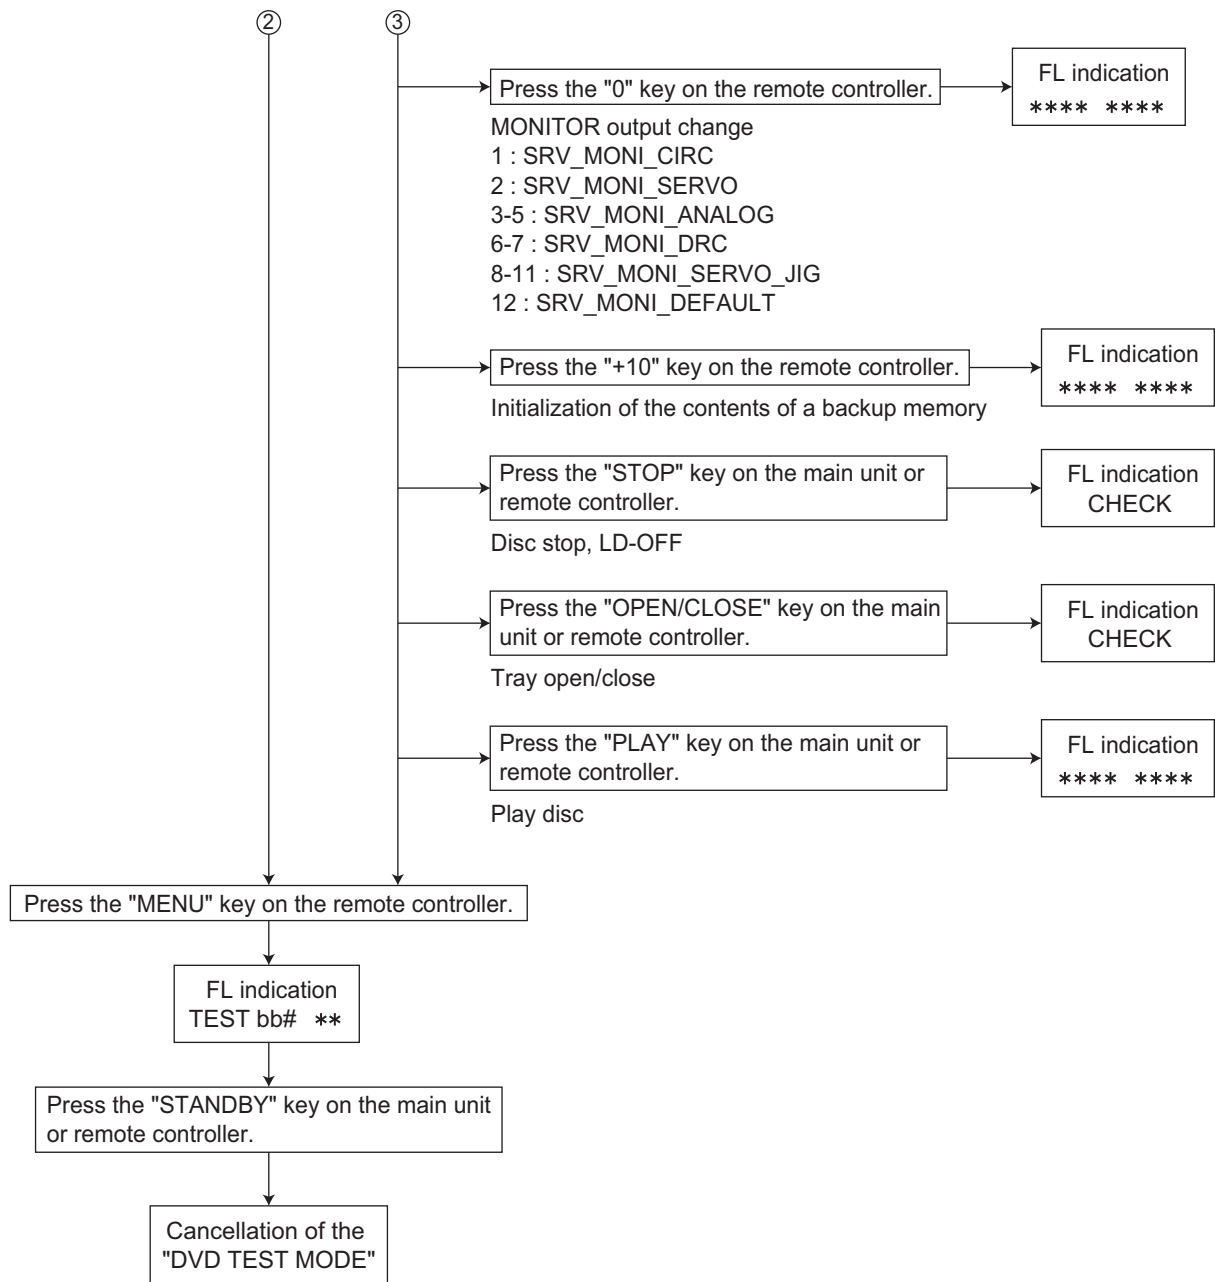 ② ③
Press the "0" key on the remote controller.
FL indication
**** ****
MONITOR output change
1 : SRV_MONI_CIRC
2 : SRV_MONI_SERVO
3-5 : SRV_MONI_ANALOG
6-7 : SRV_MONI_DRC
8-11 : SRV_MONI_SERVO_JIG
12 : SRV_MONI_DEFAULT
Press the "+10" key on the remote controller.
FL indication
**** ****
Initialization of the contents of a backup memory
Press the "STOP" key on the main unit or
remote controller.
FL indication
CHECK
Disc stop, LD-OFF
Press the "OPEN/CLOSE" key on the main
unit or remote controller.
FL indication
CHECK
Tray open/close
Press the "PLAY" key on the main unit or
remote controller.
FL indication
**** ****
Play disc
Press the "MENU" key on the remote controller.
FL indication
TEST bb# **
Press the "STANDBY" key on the main unit
or remote controller.
Cancellation of the
"DVD TEST MODE"